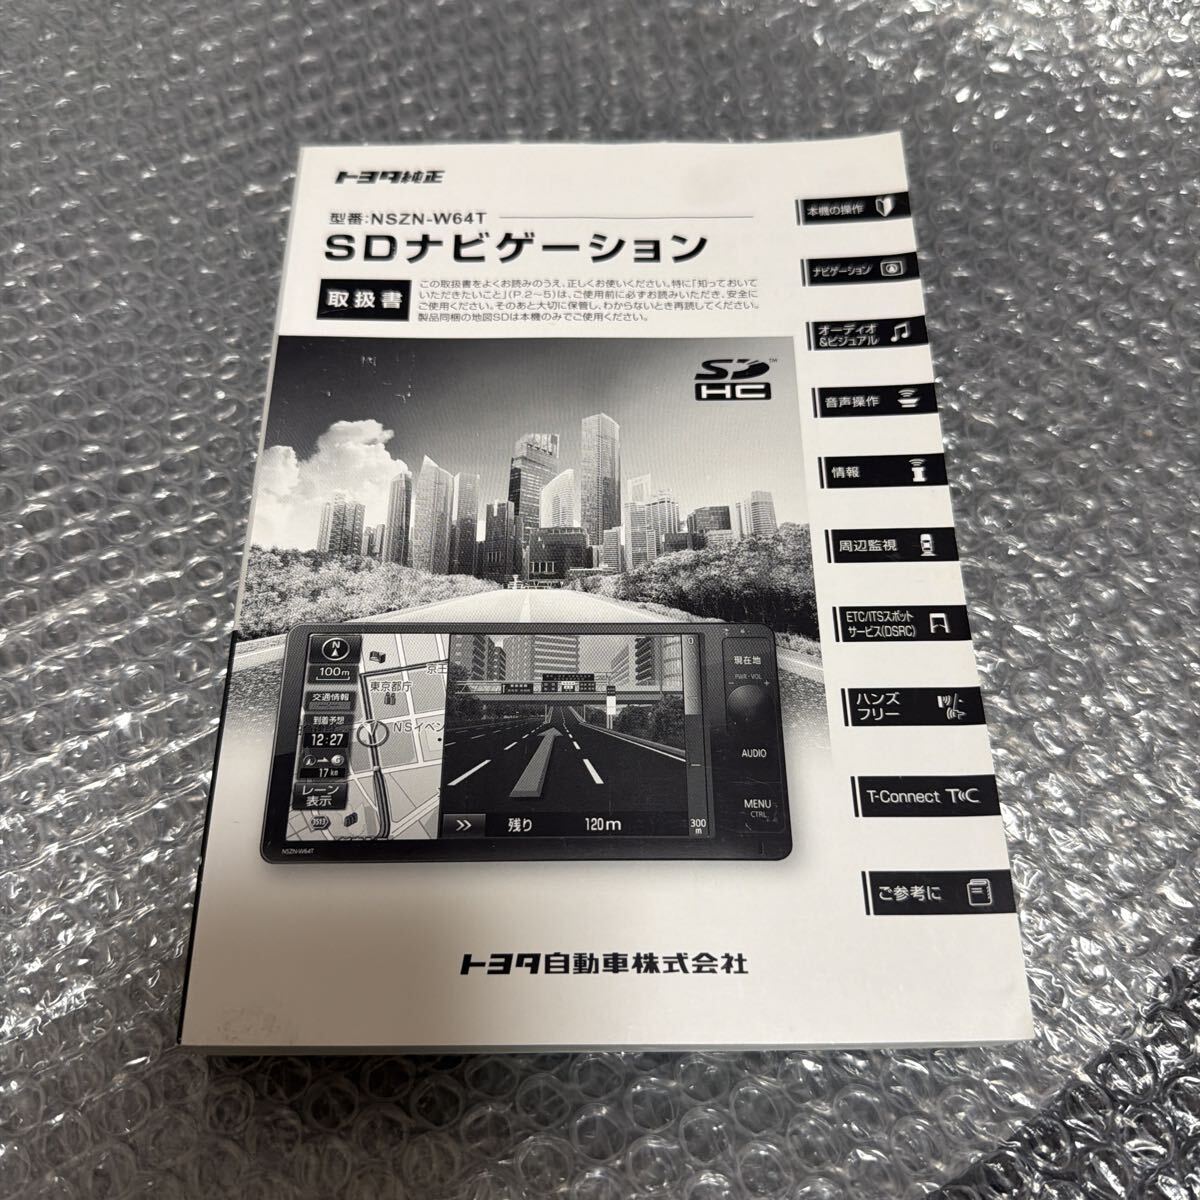 トヨタ純正
型番:NSZN-W64T
SDナビゲーション
取扱書
この取扱書をよくお読みのうえ、正しくお使いください。特に「知っておいて
いただきたいこと」(P.2~5)は、ご使用前に必ずお読みいただき、安全に
ご使用ください。そのあと大切に保管し、わからないとき再読してください。
製品同梱の地図SDは本機のみでご使用ください。
SD
HC
™
本機の操作
ナビゲーション
オーディオ
&ビジュアル
音声操作
情報
周辺監視
ETC/ITSスポット
サービス(DSRC)
ハンズ
フリー
T-Connect T(C
ご参考に
N
100m
交通情報
到着予想
12:27
17km
レーン
表示
京王
東京都庁
NSイベン
残り 120m
0
300
m
現在地
PWR・VOL
AUDIO
MENU
CTRL
NSZN-W64T
トヨタ自動車株式会社